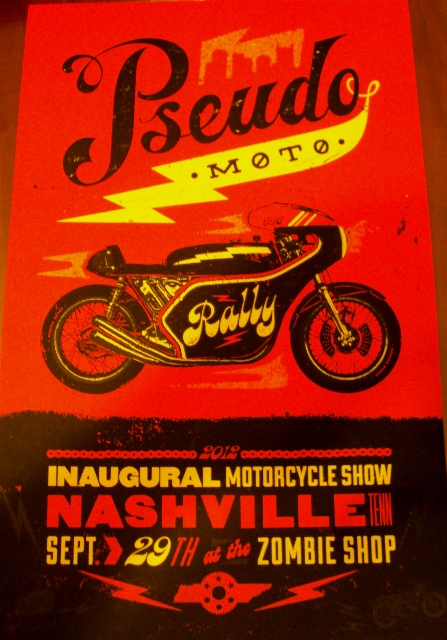 Pseudo
• MOTO •
Rally
2012
INAUGURAL MOTORCYCLE SHOW
NASHVILLE TENN
SEPT. 29TH at the ZOMBIE SHOP